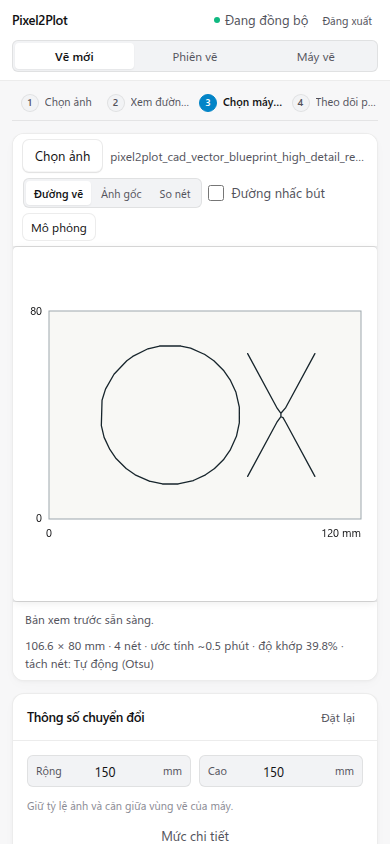 Pixel2Plot
Đang đồng bộ
Đăng xuất
Vẽ mới
Phiên vẽ
Máy vẽ
1 Chọn ảnh
2 Xem đườn...
3 Chọn máy...
4 Theo dõi p...
Chọn ảnh
pixel2plot_cad_vector_blueprint_high_detail_re...
Đường vẽ
Ảnh gốc
So nét
Đường nhấc bút
Mô phỏng
80
0
0
120 mm
Bản xem trước sẵn sàng.
106.6 × 80 mm · 4 nét · ước tính ~0.5 phút · độ khớp 39.8% ·
tách nét: Tự động (Otsu)
Thông số chuyển đổi
Đặt lại
Rộng 150 mm
Cao 150 mm
Giữ tỷ lệ ảnh và căn giữa vùng vẽ của máy.
Mức chi tiết